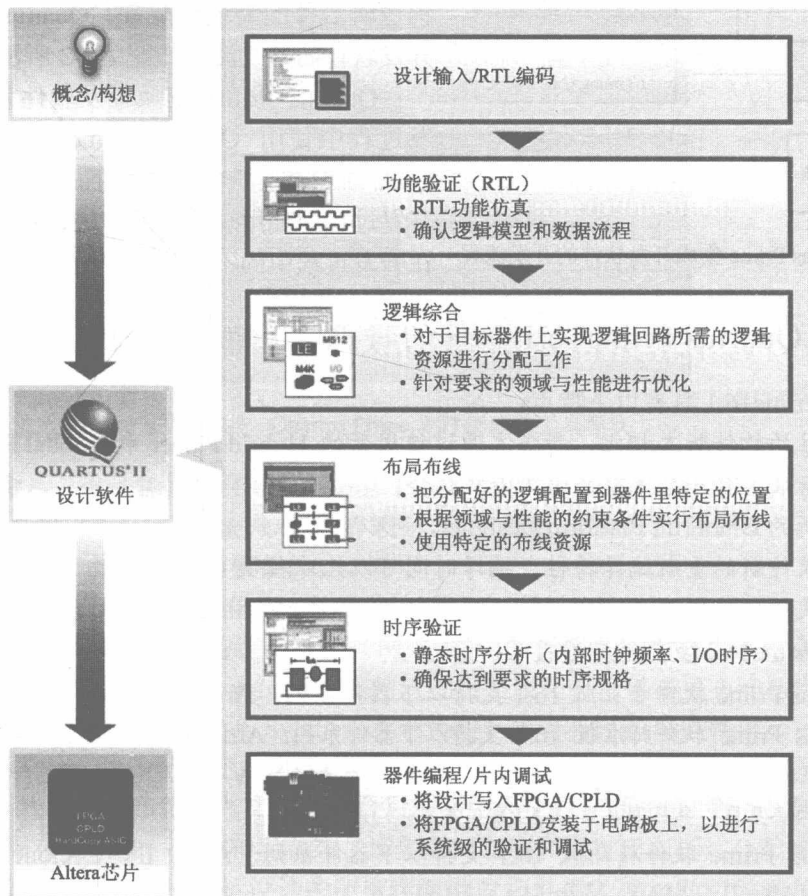 概念/构想
QUARTUS II
设计软件
FPGA
CPLD
HardCopy ASIC
Altera芯片
设计输入/RTL编码
功能验证（RTL）
• RTL功能仿真
• 确认逻辑模型和数据流程
逻辑综合
• 对于目标器件上实现逻辑回路所需的逻辑
资源进行分配工作
• 针对要求的领域与性能进行优化
LE
M512
M4K
I/O
布局布线
• 把分配好的逻辑配置到器件里特定的位置
• 根据领域与性能的约束条件实行布局布线
• 使用特定的布线资源
LE
LE
LE
LE
时序验证
• 静态时序分析（内部时钟频率、I/O时序）
• 确保达到要求的时序规格
器件编程/片内调试
• 将设计写入FPGA/CPLD
• 将FPGA/CPLD安装于电路板上，以进行
系统级的验证和调试